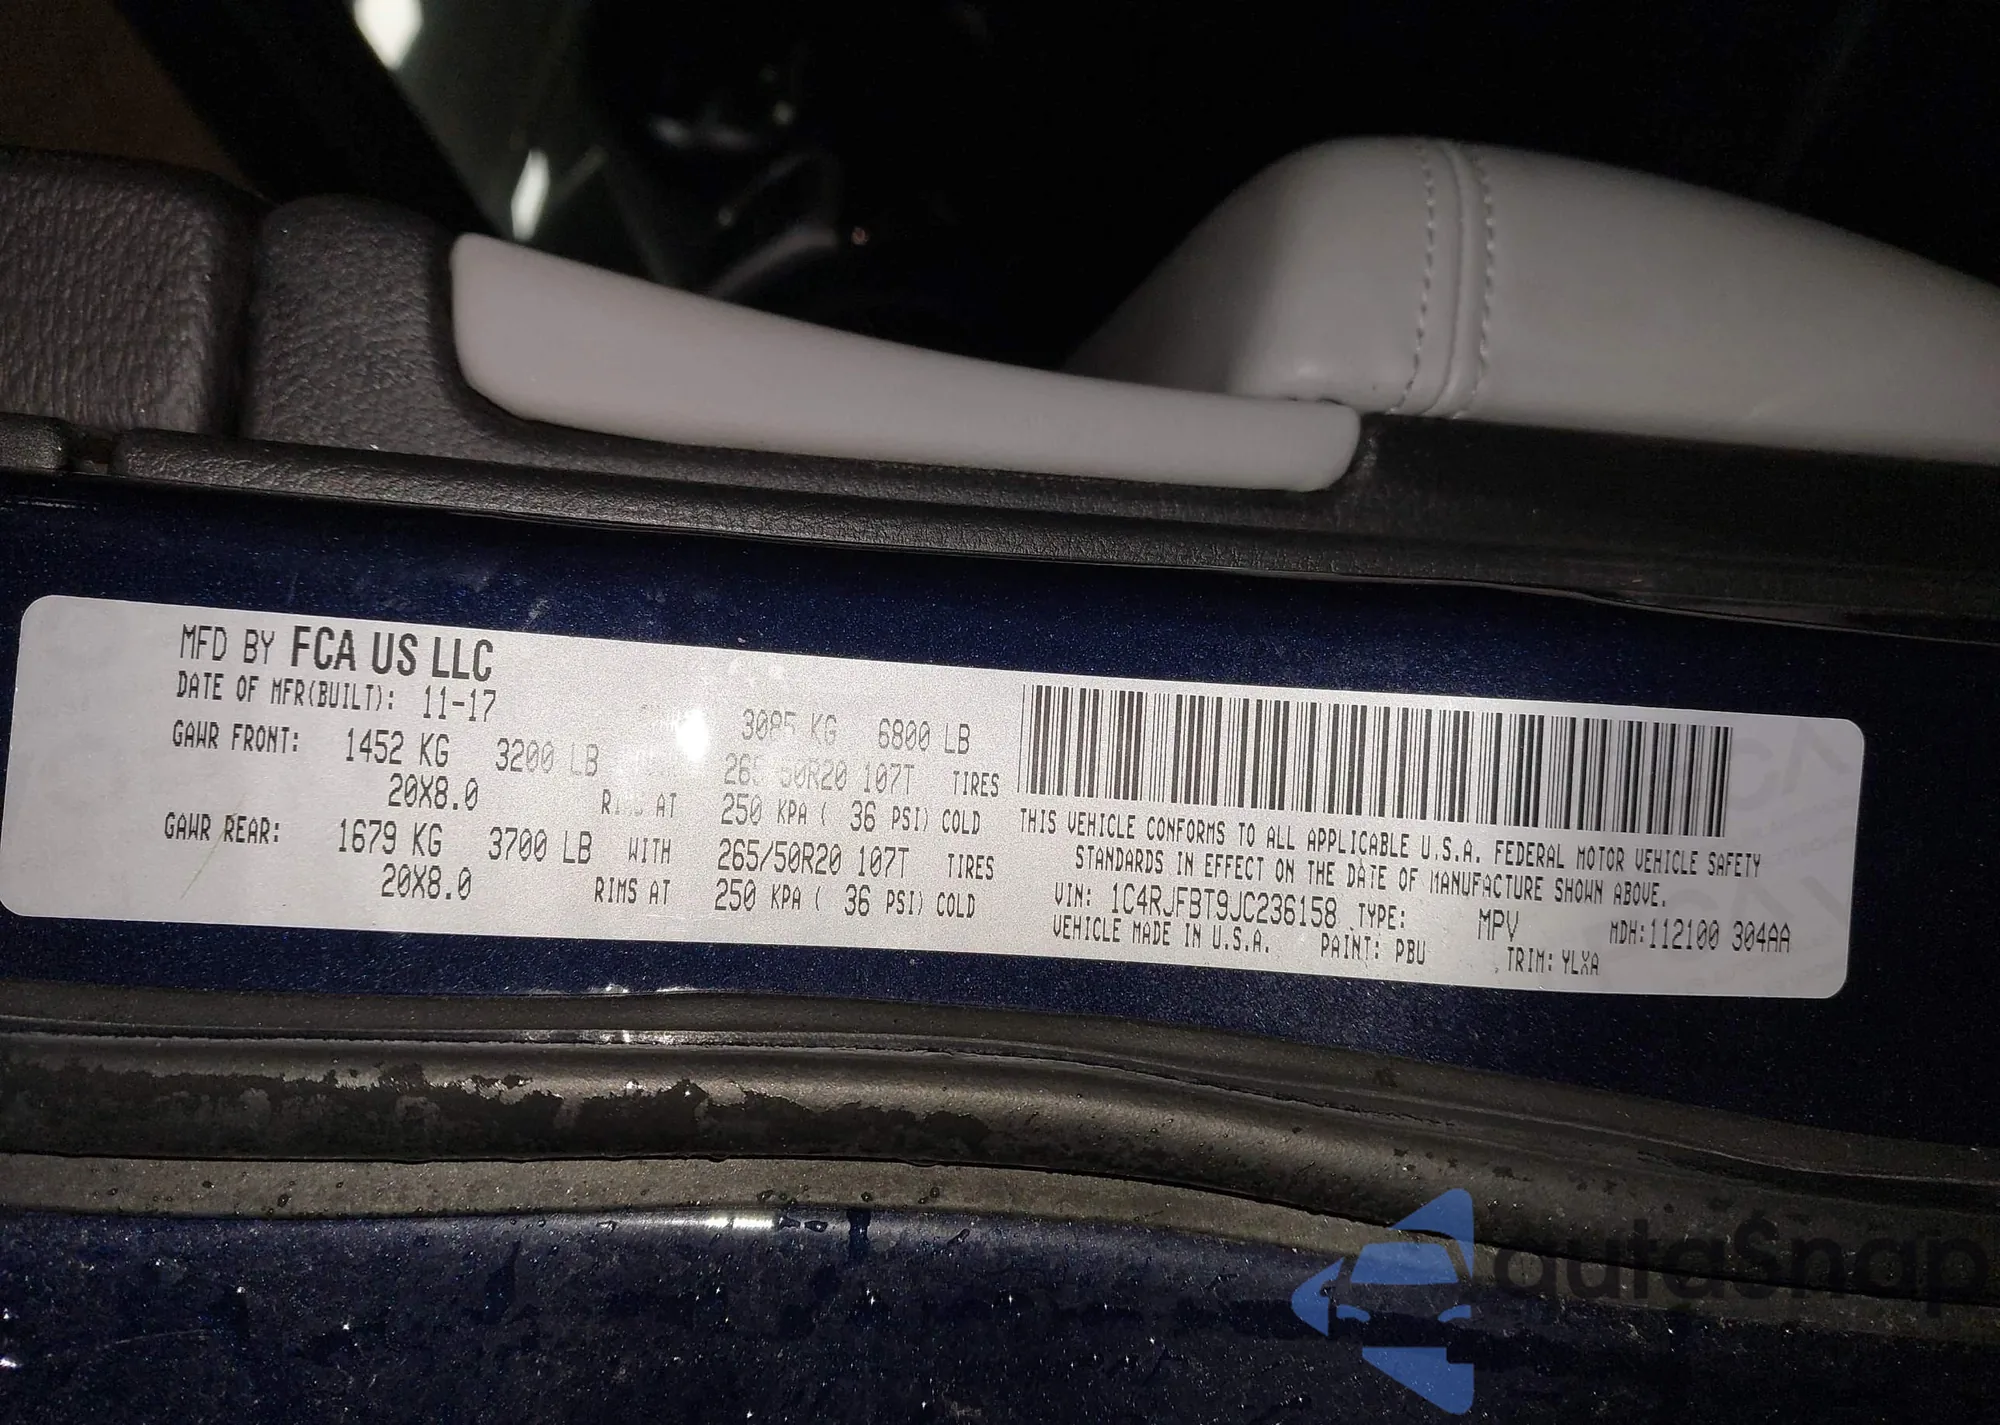 MFD BY FCA US LLC
DATE OF MFR(BUILT): 11-17
3085 KG 6800 LB
GAWR FRONT: 1452 KG 3200 LB 265 50R20 107T TIRES
20X8.0 RIMS AT 250 KPA ( 36 PSI) COLD
GAWR REAR: 1679 KG 3700 LB WITH 265/50R20 107T TIRES
20X8.0 RIMS AT 250 KPA ( 36 PSI) COLD
THIS VEHICLE CONFORMS TO ALL APPLICABLE U.S.A. FEDERAL MOTOR VEHICLE SAFETY
STANDARDS IN EFFECT ON THE DATE OF MANUFACTURE SHOWN ABOVE.
VIN: 1C4RJFBT9JC236158 TYPE: MPV MDH:112100 304AA
VEHICLE MADE IN U.S.A. PAINT: PBU TRIM: YLXA
autasnap